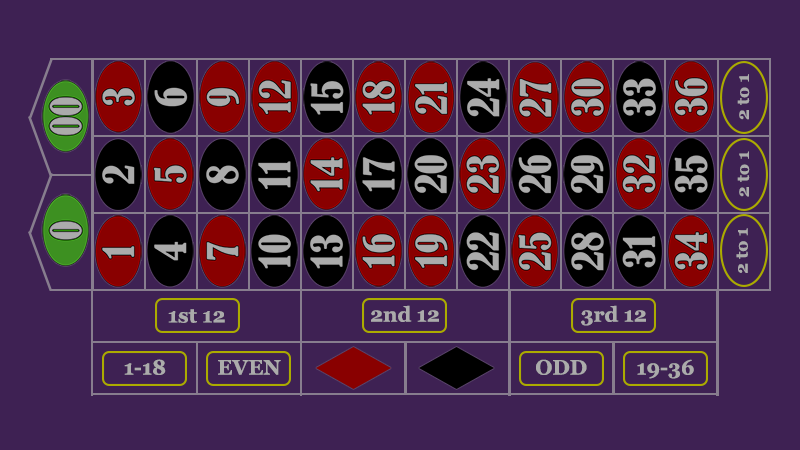 00 3 6 9 12 15 18 21 24 27 30 33 36 2 to 1
2 5 8 11 14 17 20 23 26 29 32 35 2 to 1
0 1 4 7 10 13 16 19 22 25 28 31 34 2 to 1
1st 12 2nd 12 3rd 12
1-18 EVEN ODD 19-36